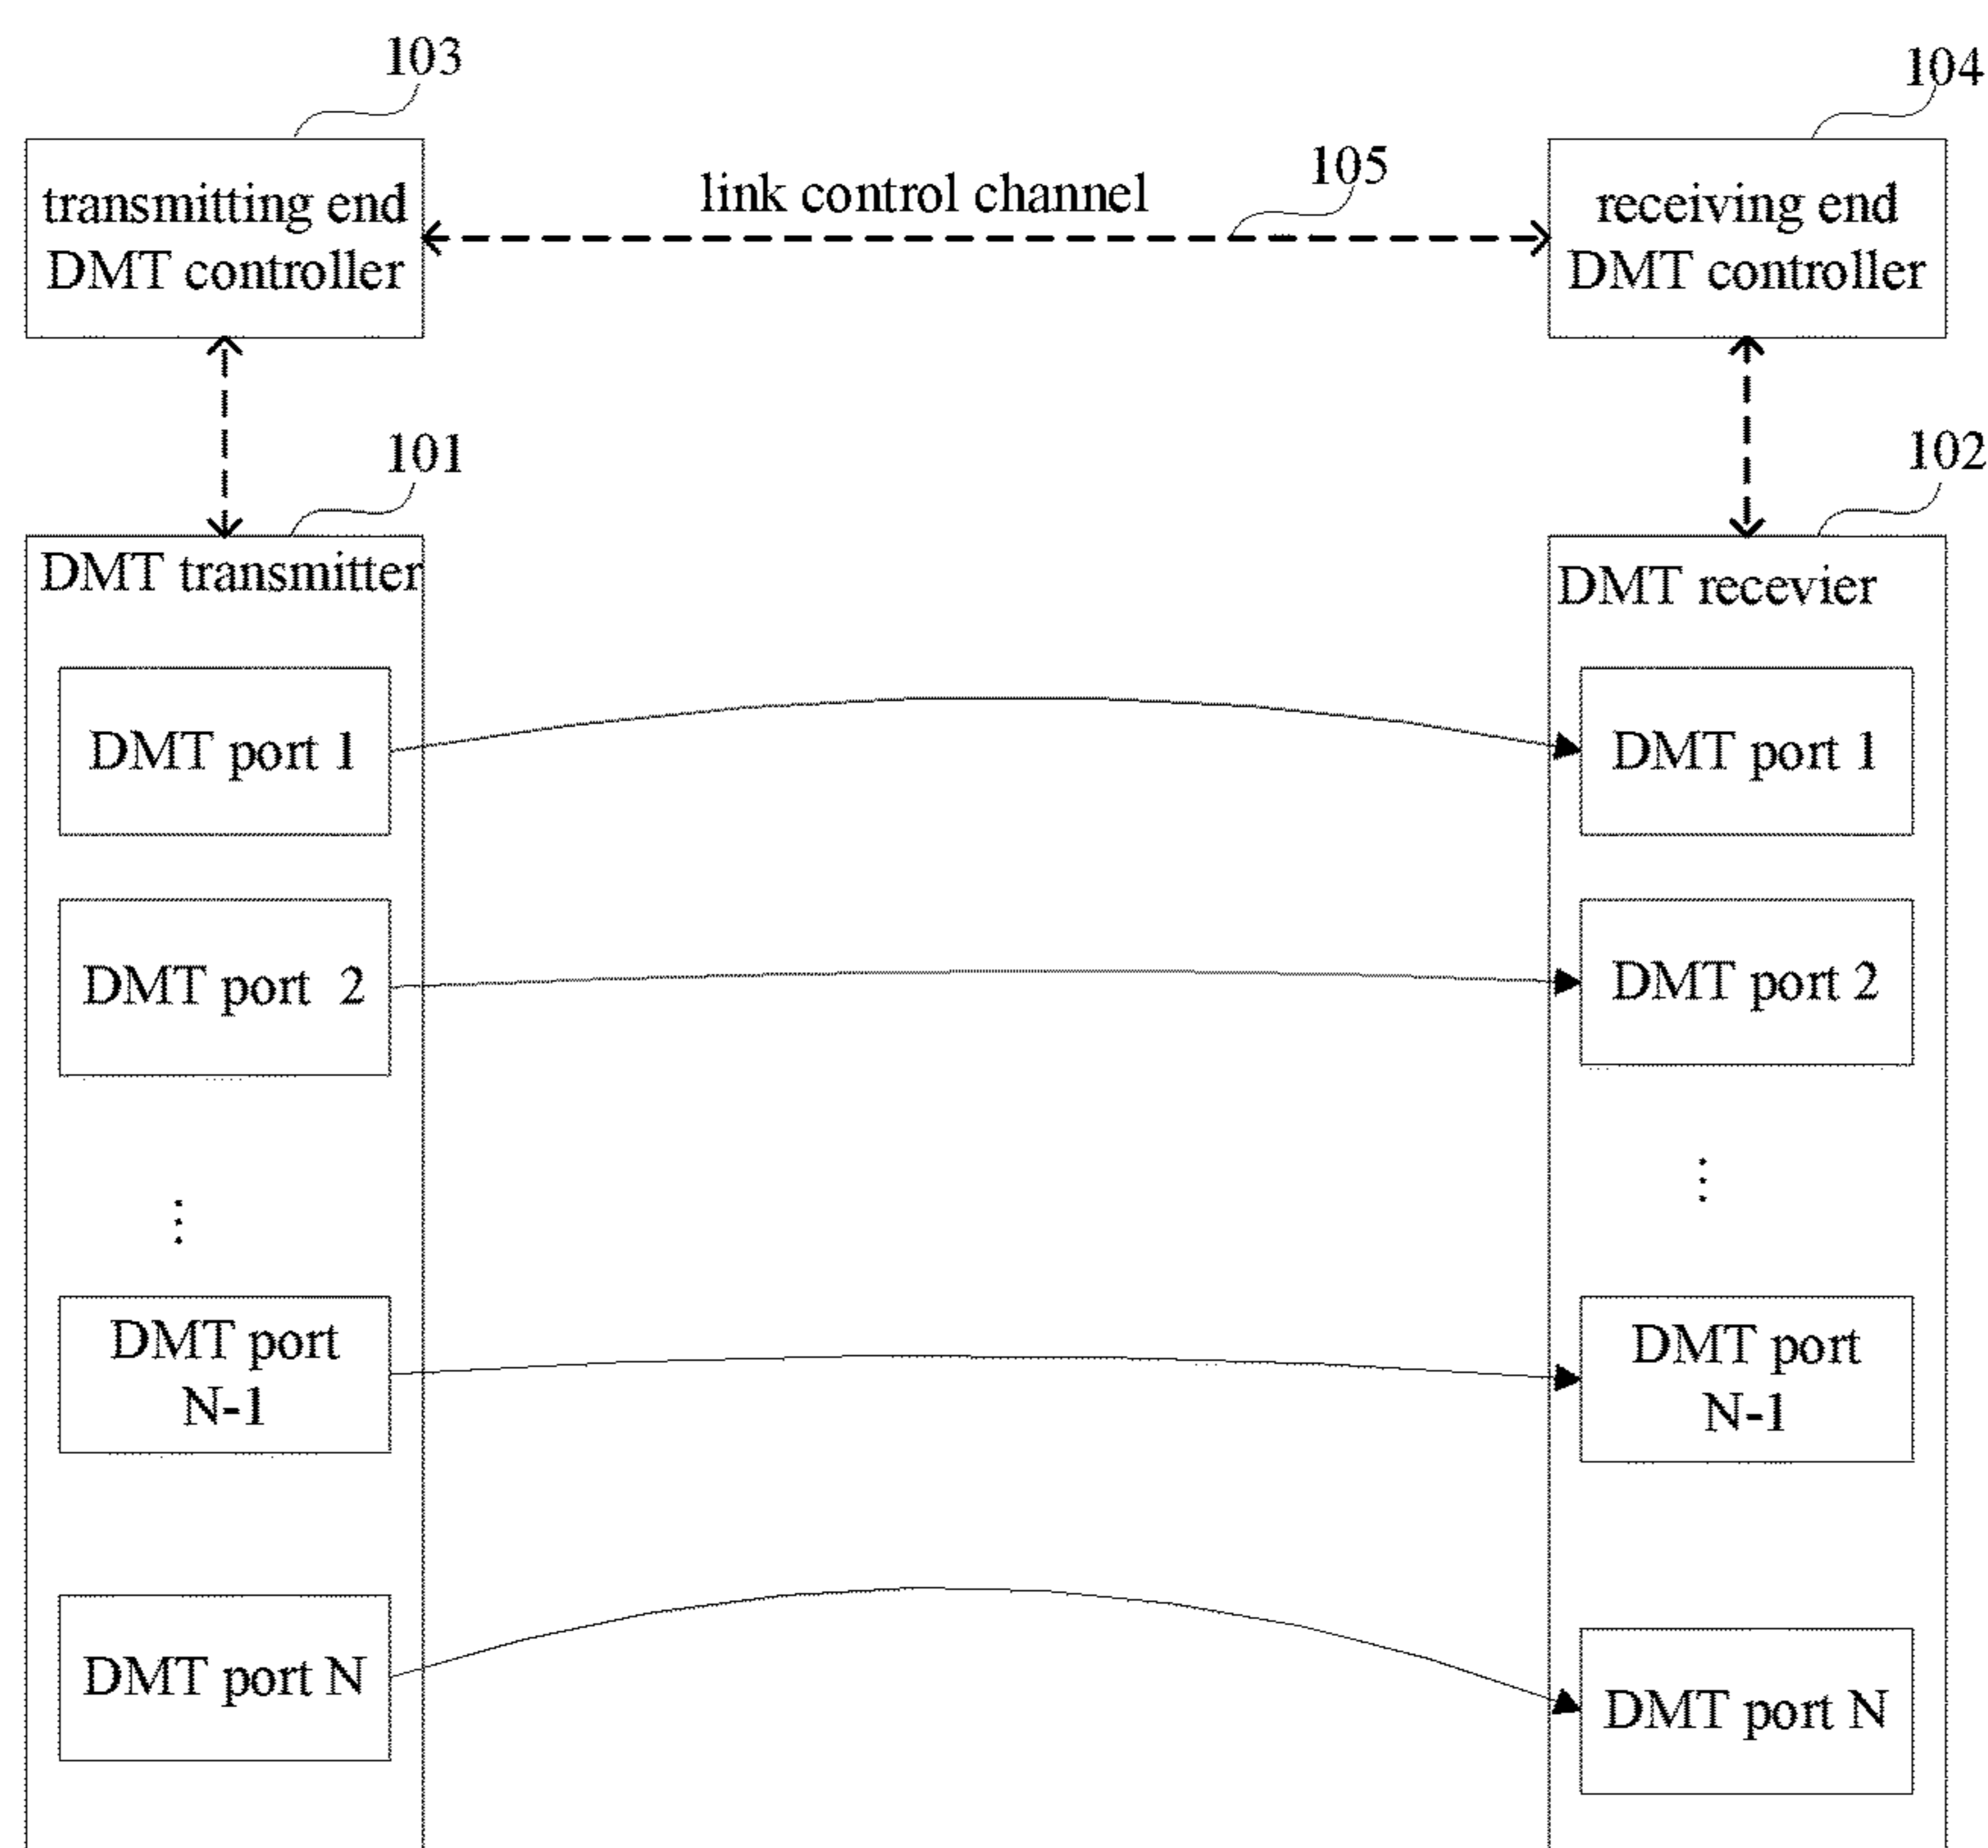 103
104
transmitting end
DMT controller
link control channel
105
receiving end
DMT controller
101
102
DMT transmitter
DMT recevier
DMT port 1
DMT port 1
DMT port 2
DMT port 2
⋮
⋮
DMT port
N-1
DMT port
N-1
DMT port N
DMT port N